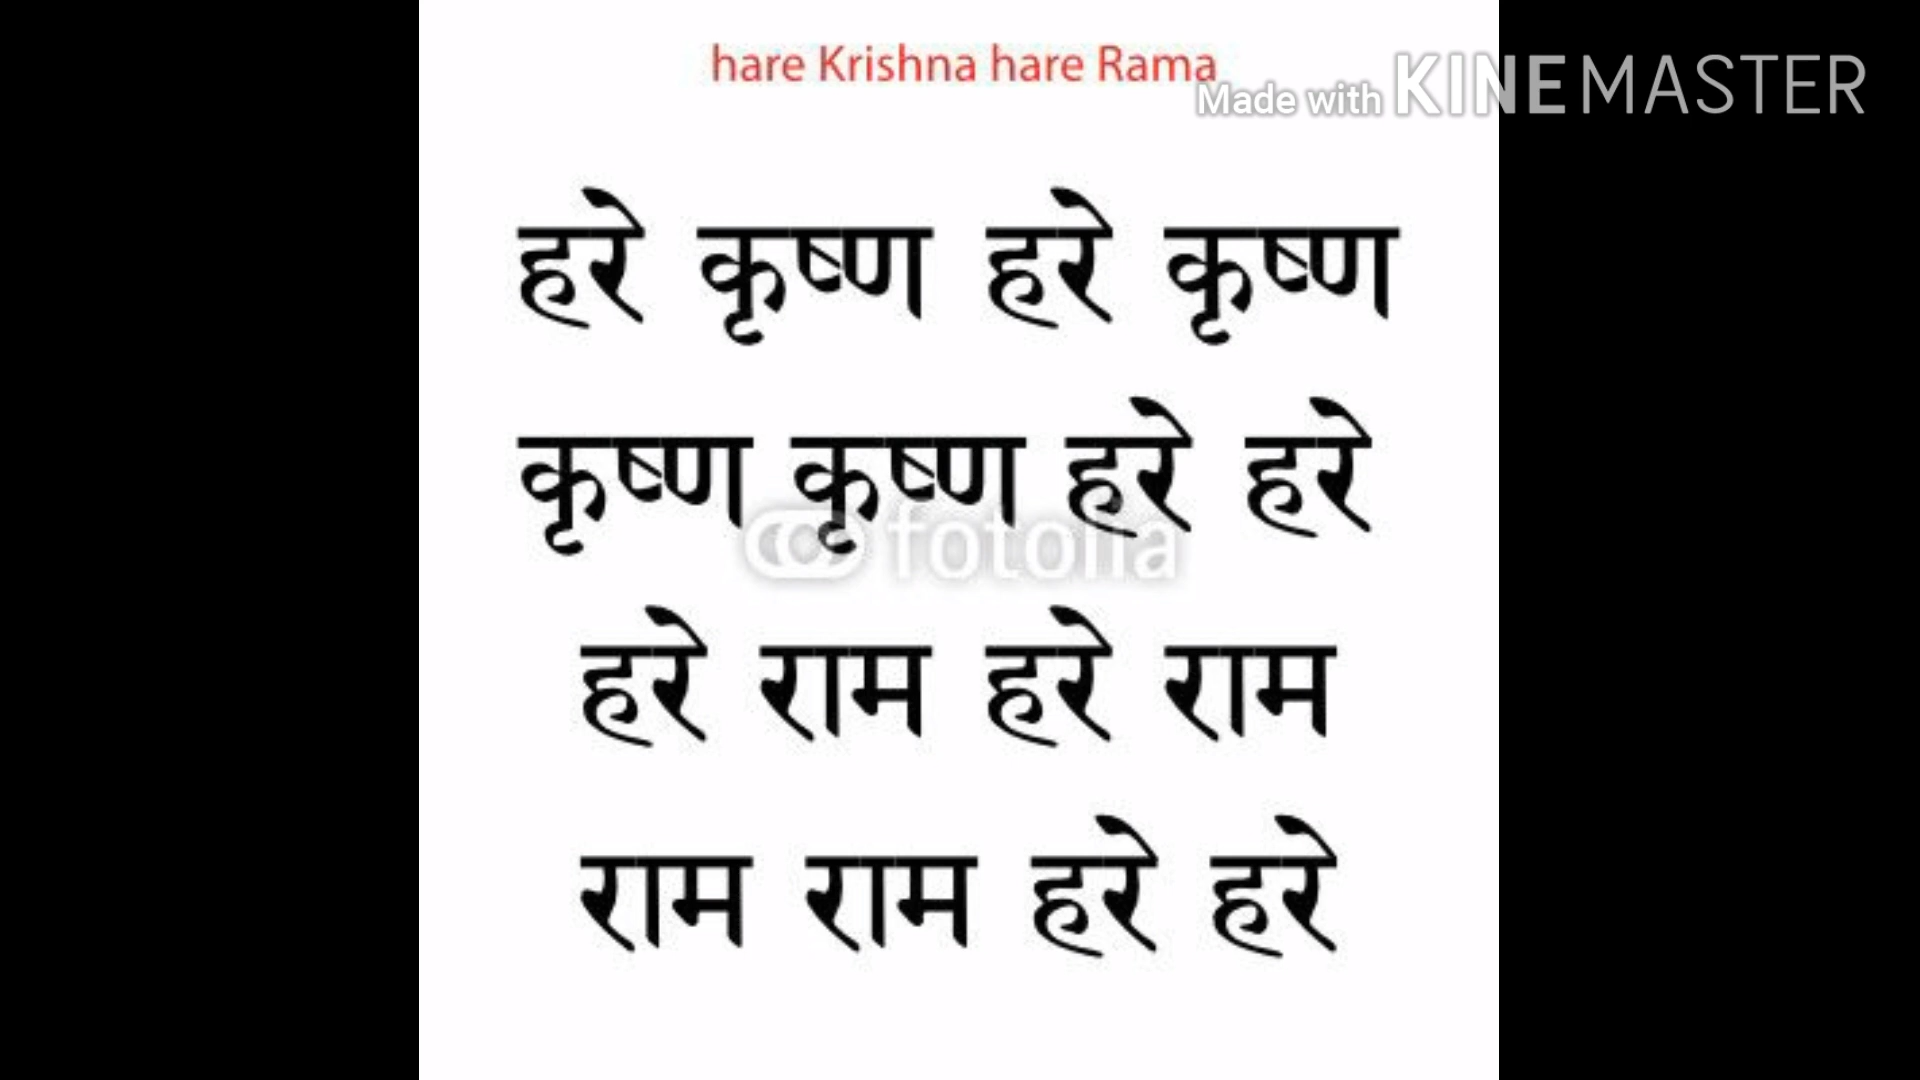 hare Krishna hare Rama
Made with KINEMASTER
हरे कृष्ण हरे कृष्ण
कृष्ण कृष्ण हरे हरे
fotolia
हरे राम हरे राम
राम राम हरे हरे